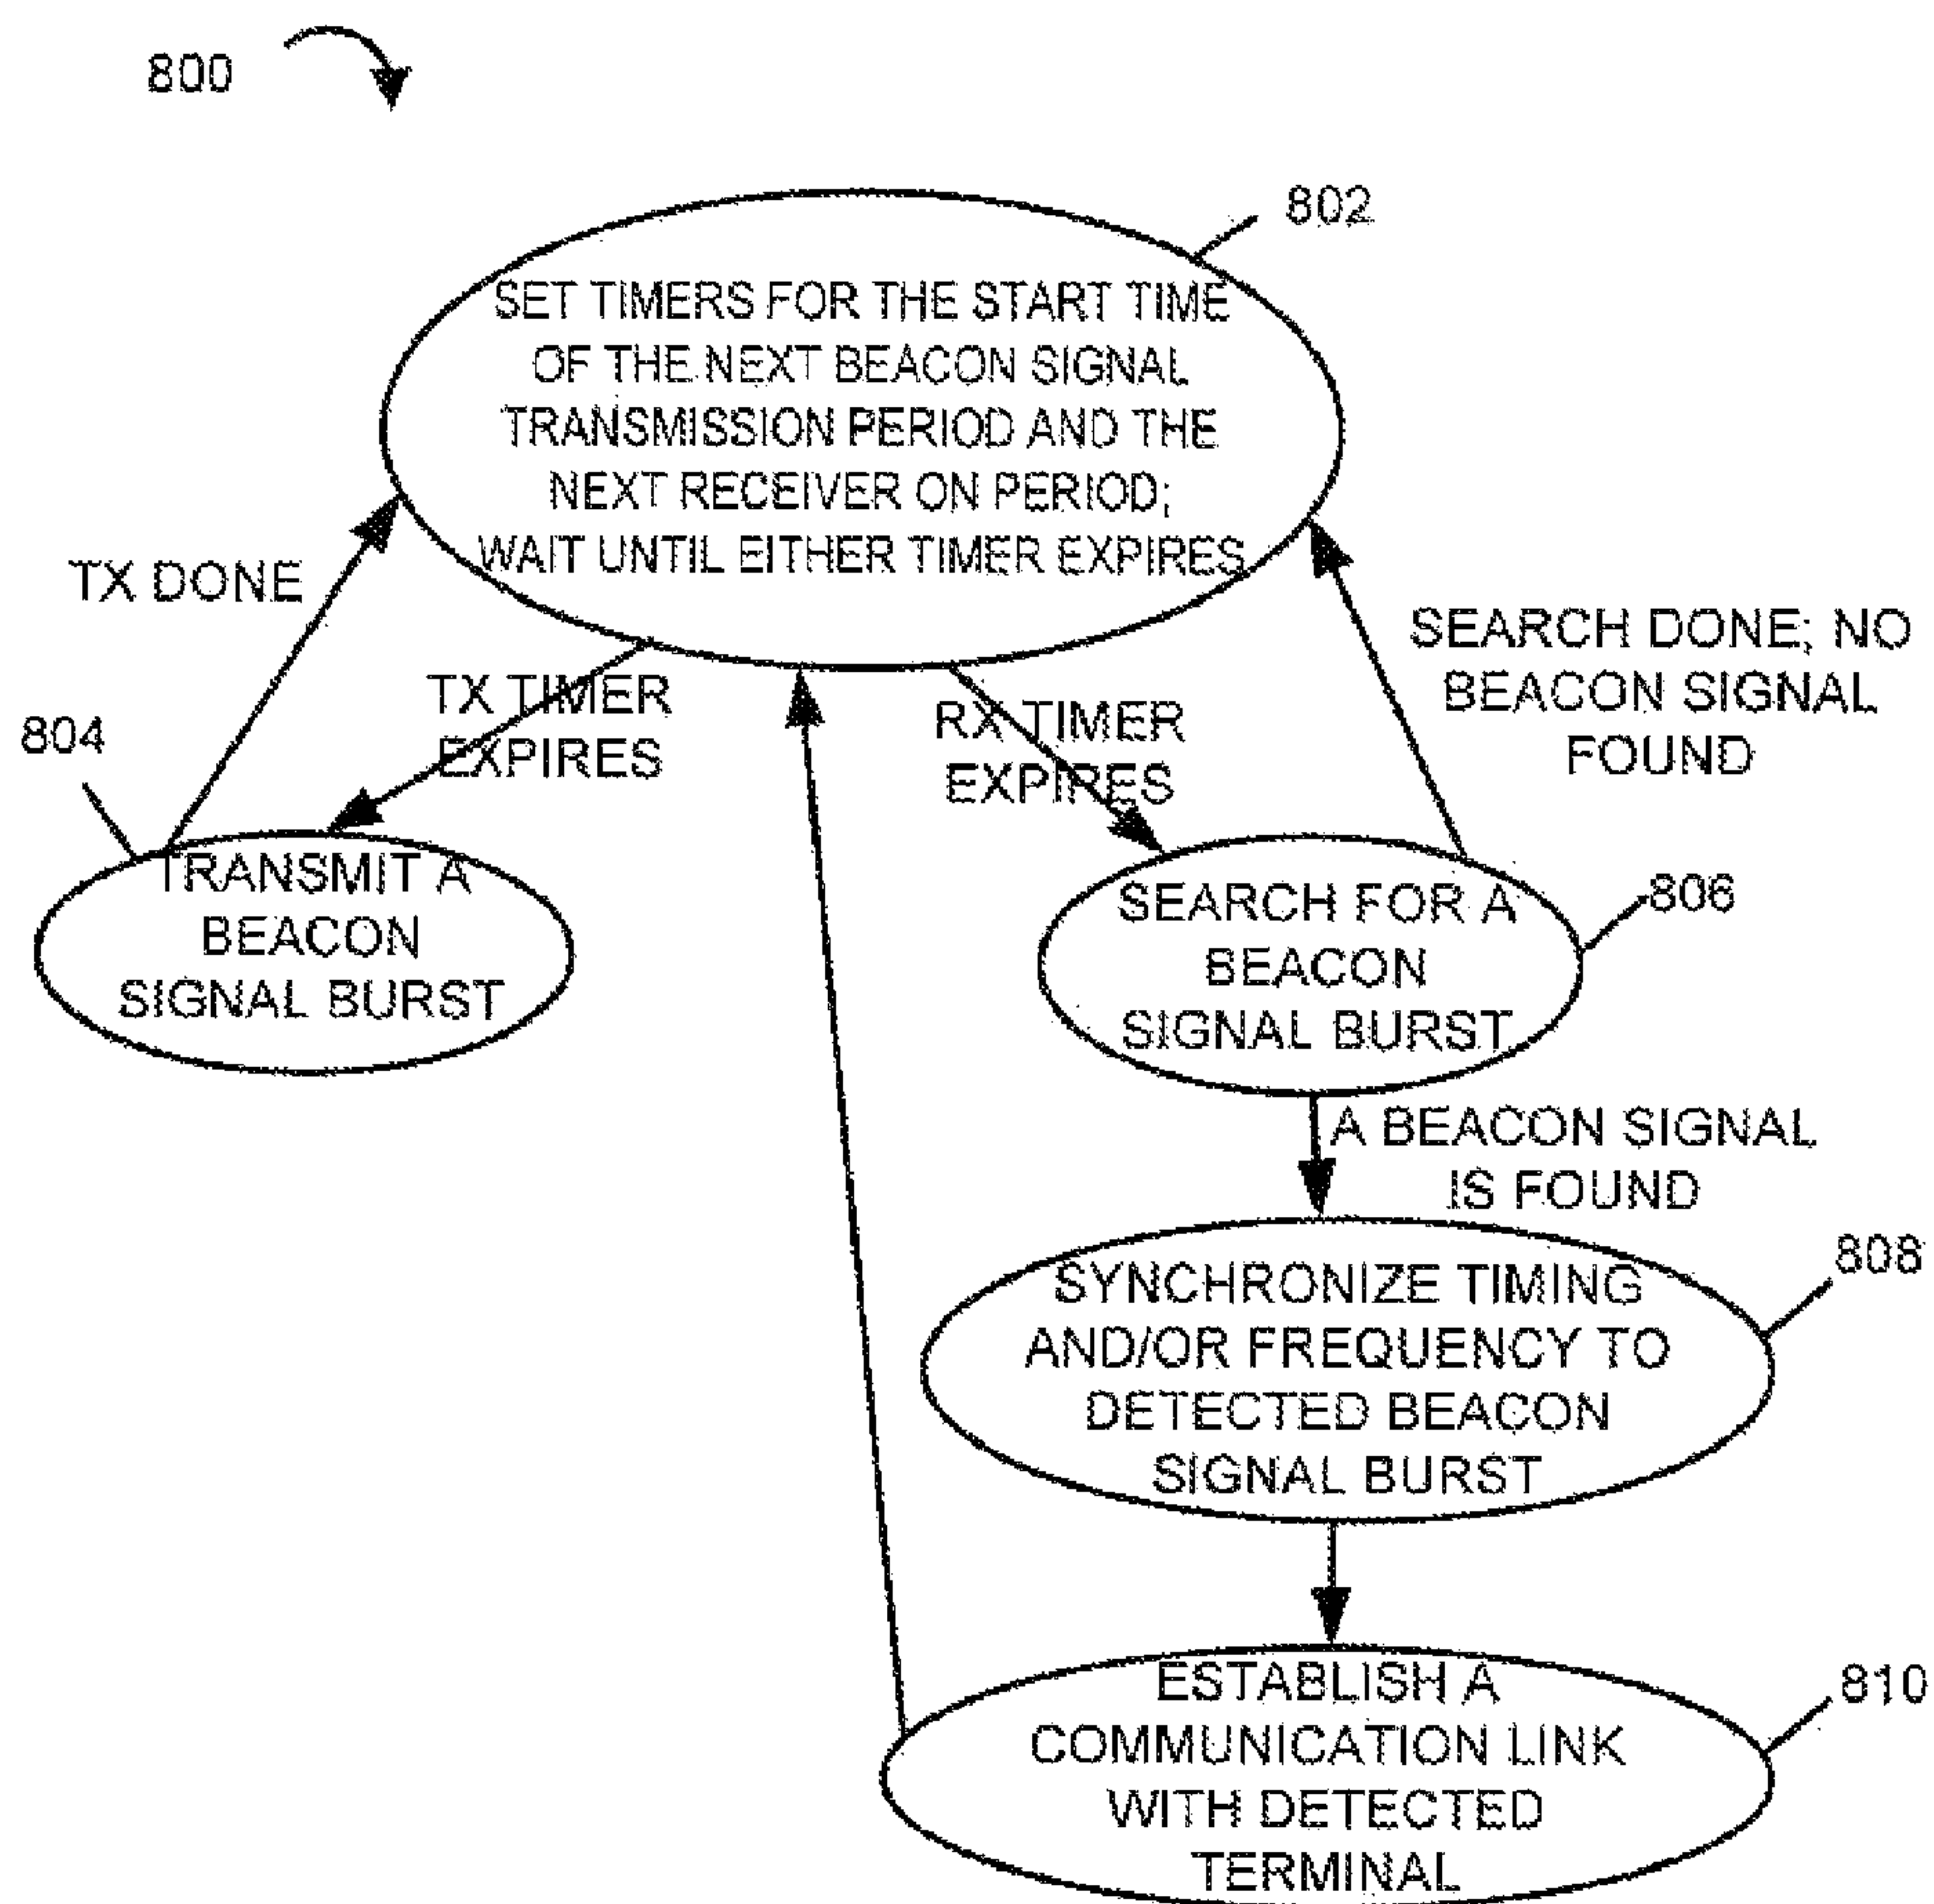 800
802
SET TIMERS FOR THE START TIME
OF THE NEXT BEACON SIGNAL
TRANSMISSION PERIOD AND THE
NEXT RECEIVER ON PERIOD;
WAIT UNTIL EITHER TIMER EXPIRES
TX DONE
SEARCH DONE; NO
BEACON SIGNAL
FOUND
TX TIMER
EXPIRES
RX TIMER
EXPIRES
804
TRANSMIT A
BEACON
SIGNAL BURST
806
SEARCH FOR A
BEACON
SIGNAL BURST
A BEACON SIGNAL
IS FOUND
808
SYNCHRONIZE TIMING
AND/OR FREQUENCY TO
DETECTED BEACON
SIGNAL BURST
810
ESTABLISH A
COMMUNICATION LINK
WITH DETECTED
TERMINAL